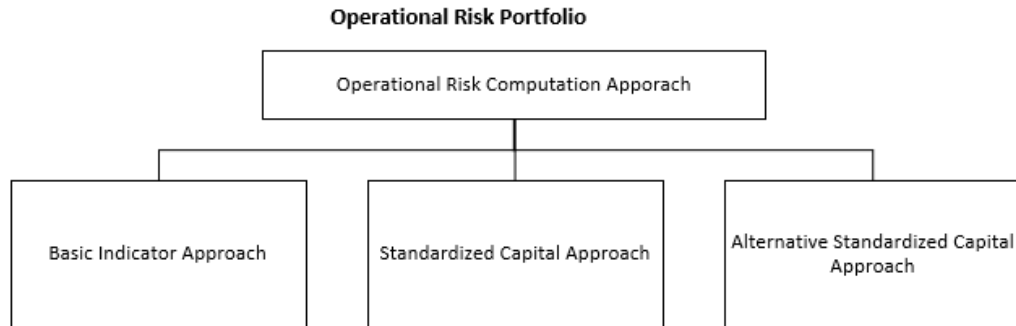 Operational Risk Portfolio
Operational Risk Computation Apporach
Basic Indicator Approach
Standardized Capital Approach
Alternative Standardized Capital
Approach